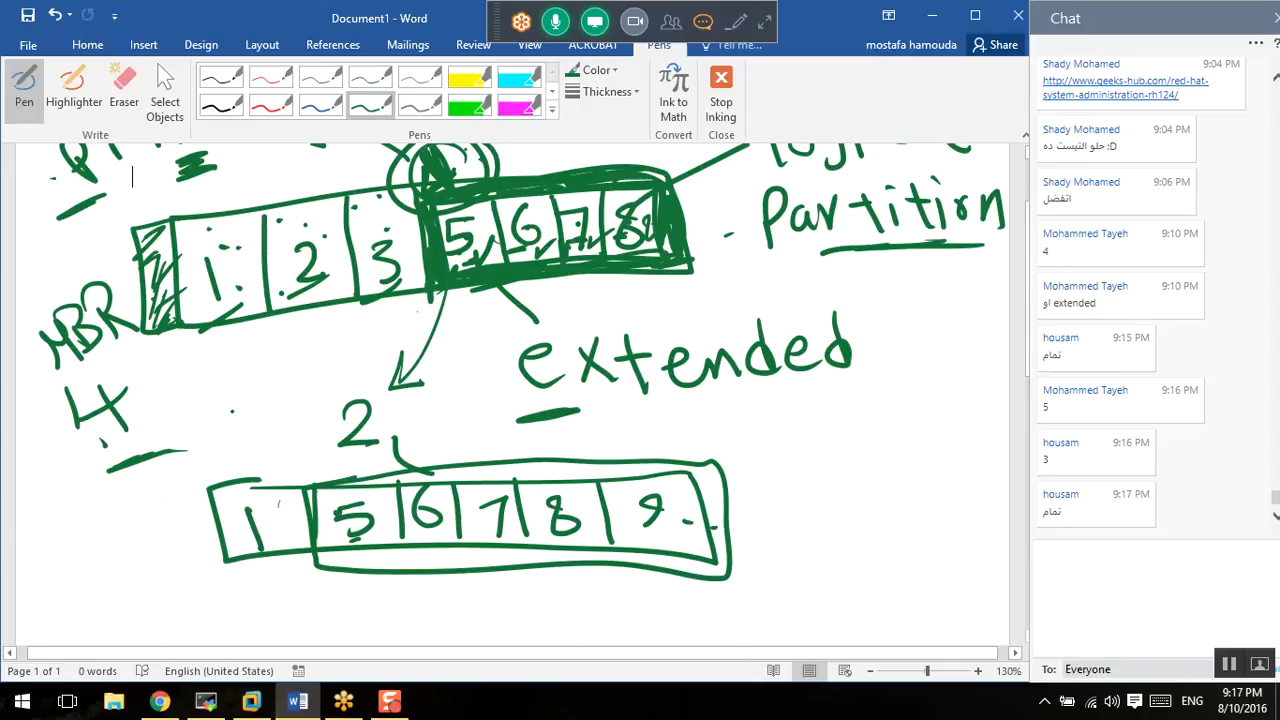 Document1 - Word
File
Home
Insert
Design
Layout
References
Mailings
Review
View
ACROBAT
Pens
Tell me...
mostafa hamouda
Share
Pen
Highlighter
Eraser
Select Objects
Color
Thickness
Ink to Math
Stop Inking
Write
Pens
Convert
Close
Partition
1 2 3 5 6 7 8
MBR
4
extended
2
1 5 6 7 8 9
Page 1 of 1
0 words
English (United States)
130%
Chat
Shady Mohamed 9:04 PM
http://www.geeks-hub.com/red-hat-
system-administration-rh124/
Shady Mohamed 9:04 PM
حلو التيست ده :D
Shady Mohamed 9:06 PM
اتفضل
Mohammed Tayeh 9:10 PM
4
Mohammed Tayeh 9:10 PM
او extended
housam 9:15 PM
تمام
Mohammed Tayeh 9:16 PM
5
housam 9:16 PM
3
housam 9:17 PM
تمام
To: Everyone
ENG
9:17 PM
8/10/2016